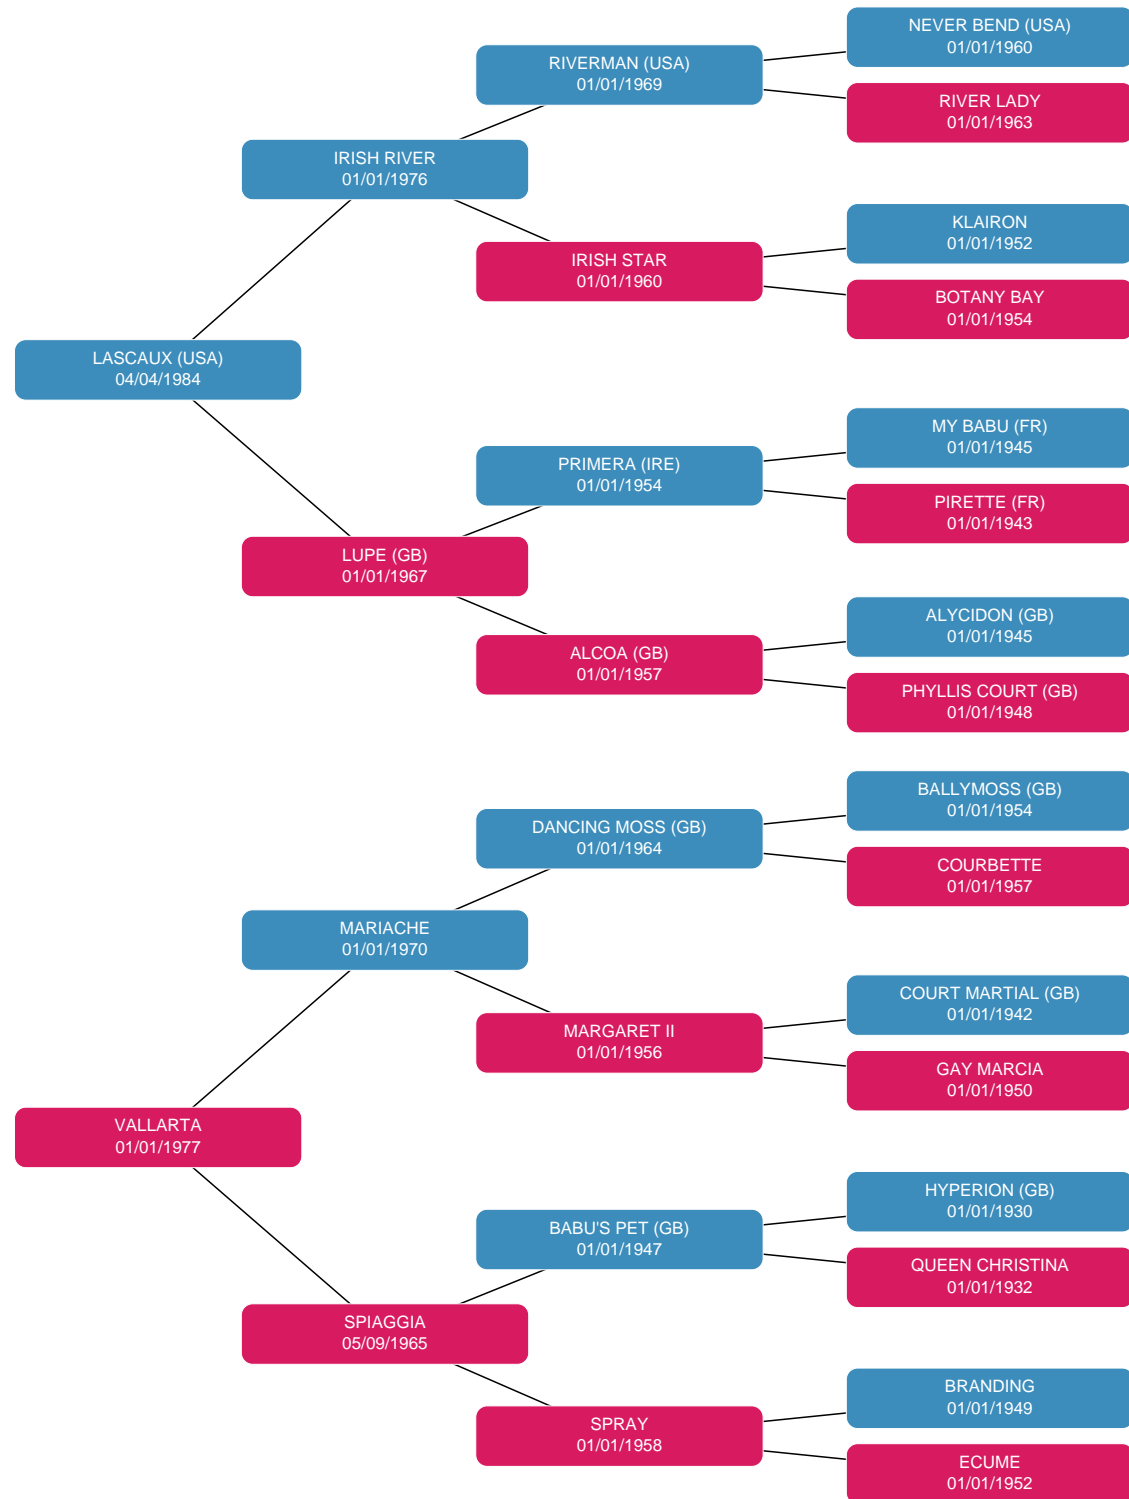 NEVER BEND (USA)
01/01/1960
RIVERMAN (USA)
01/01/1969
RIVER LADY
01/01/1963
IRISH RIVER
01/01/1976
KLAIRON
01/01/1952
IRISH STAR
01/01/1960
BOTANY BAY
01/01/1954
LASCAUX (USA)
04/04/1984
MY BABU (FR)
01/01/1945
PRIMERA (IRE)
01/01/1954
PIRETTE (FR)
01/01/1943
LUPE (GB)
01/01/1967
ALYCIDON (GB)
01/01/1945
ALCOA (GB)
01/01/1957
PHYLLIS COURT (GB)
01/01/1948
BALLYMOSS (GB)
01/01/1954
DANCING MOSS (GB)
01/01/1964
COURBETTE
01/01/1957
MARIACHE
01/01/1970
COURT MARTIAL (GB)
01/01/1942
MARGARET II
01/01/1956
GAY MARCIA
01/01/1950
VALLARTA
01/01/1977
HYPERION (GB)
01/01/1930
BABU'S PET (GB)
01/01/1947
QUEEN CHRISTINA
01/01/1932
SPIAGGIA
05/09/1965
BRANDING
01/01/1949
SPRAY
01/01/1958
ECUME
01/01/1952